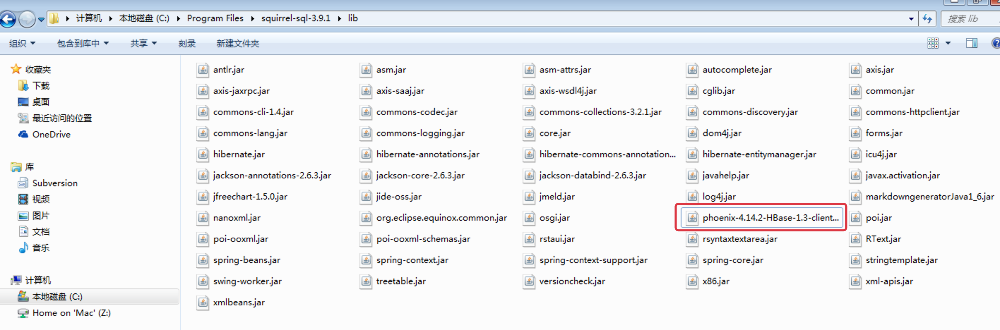 计算机 本地磁盘 (C:) Program Files squirrel-sql-3.9.1 lib 搜索 lib
组织 包含到库中 共享 刻录 新建文件夹
收藏夹
下载
桌面
最近访问的位置
OneDrive
库
Subversion
视频
图片
文档
音乐
计算机
本地磁盘 (C:)
Home on 'Mac' (Z:)
antlr.jar asm.jar asm-attrs.jar autocomplete.jar axis.jar
axis-jaxrpc.jar axis-saaj.jar axis-wsdl4j.jar cglib.jar common.jar
commons-cli-1.4.jar commons-codec.jar commons-collections-3.2.1.jar commons-discovery.jar commons-httpclient.jar
commons-lang.jar commons-logging.jar core.jar dom4j.jar forms.jar
hibernate.jar hibernate-annotations.jar hibernate-commons-annotation... hibernate-entitymanager.jar icu4j.jar
jackson-annotations-2.6.3.jar jackson-core-2.6.3.jar jackson-databind-2.6.3.jar javahelp.jar javax.activation.jar
jfreechart-1.5.0.jar jide-oss.jar jmeld.jar log4j.jar markdowngeneratorJava1_6.jar
nanoxml.jar org.eclipse.equinox.common.jar osgi.jar phoenix-4.14.2-HBase-1.3-client... poi.jar
poi-ooxml.jar poi-ooxml-schemas.jar rstaui.jar rsyntaxtextarea.jar RText.jar
spring-beans.jar spring-context.jar spring-context-support.jar spring-core.jar stringtemplate.jar
swing-worker.jar treetable.jar versioncheck.jar x86.jar xml-apis.jar
xmlbeans.jar